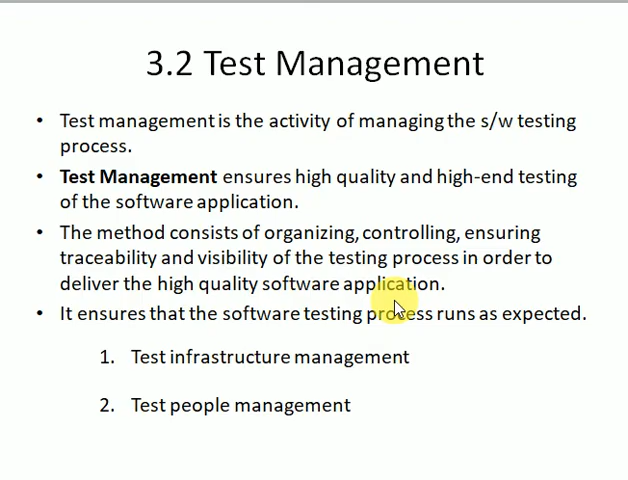 3.2 Test Management
• Test management is the activity of managing the s/w testing
process.
• Test Management ensures high quality and high-end testing
of the software application.
• The method consists of organizing, controlling, ensuring
traceability and visibility of the testing process in order to
deliver the high quality software application.
• It ensures that the software testing process runs as expected.
1. Test infrastructure management
2. Test people management